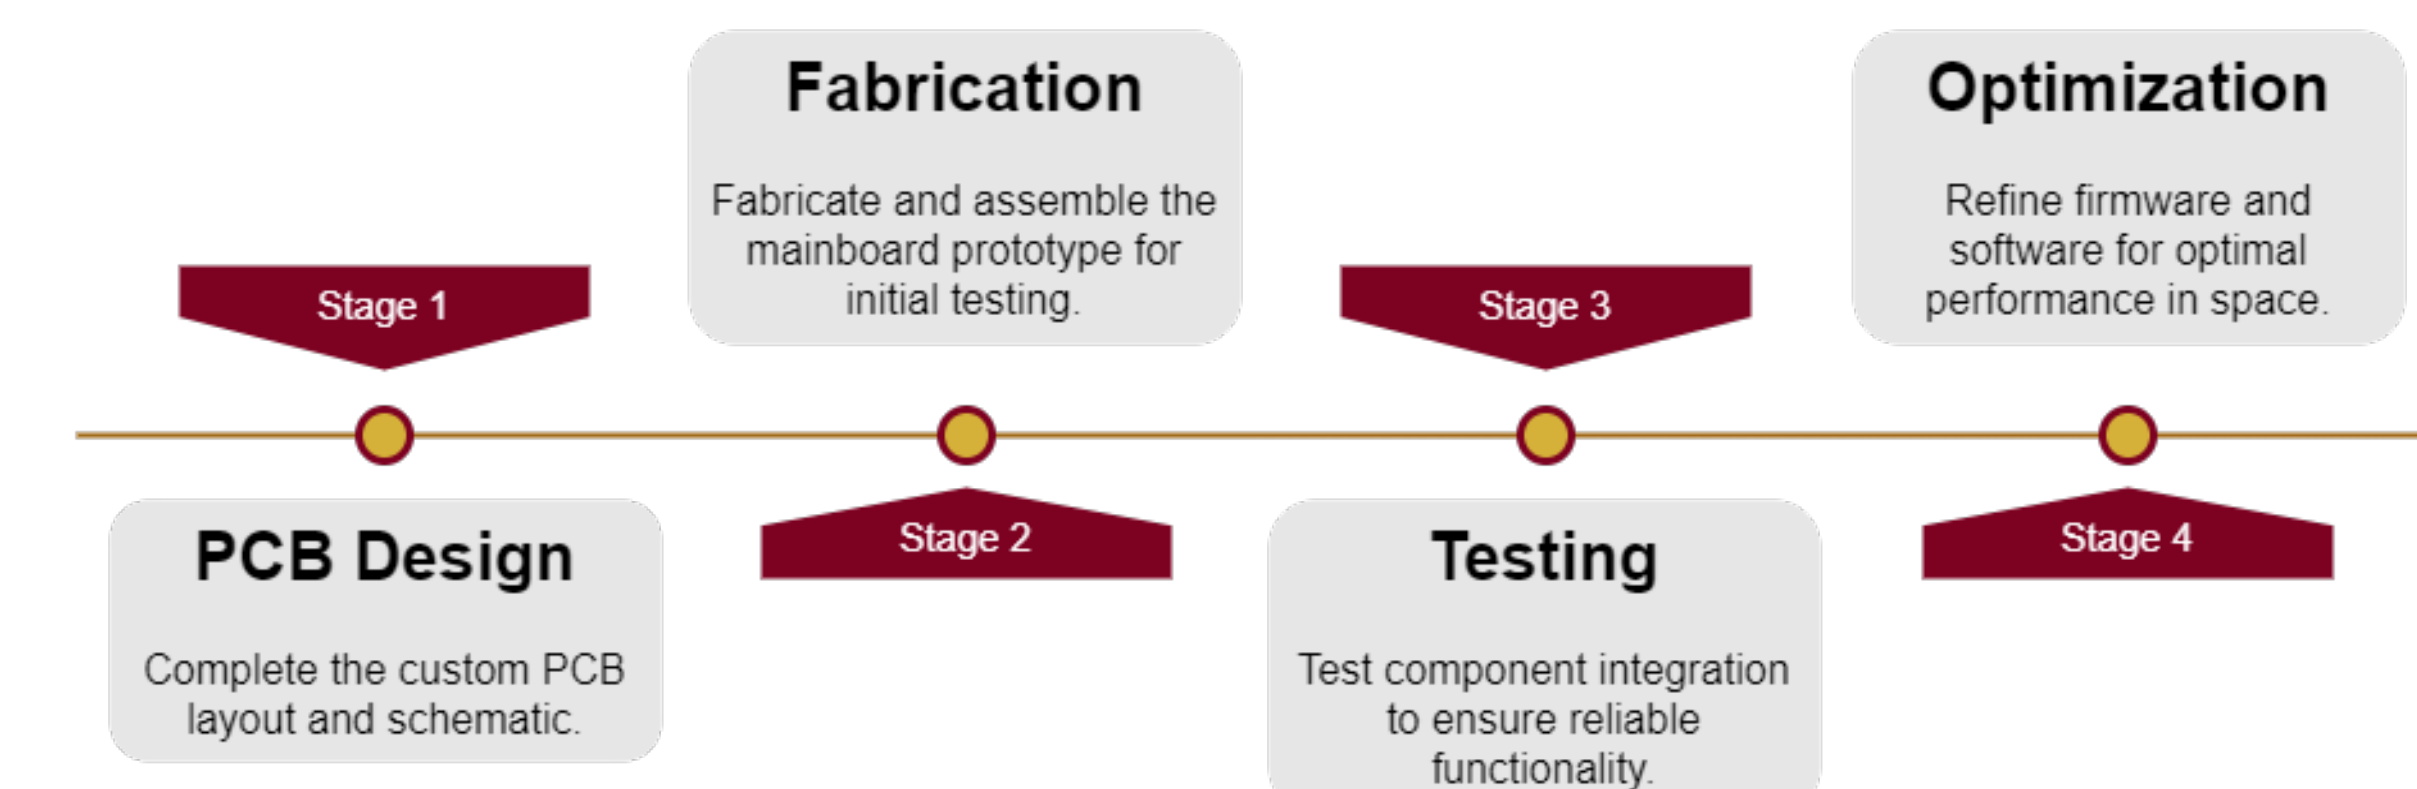 Stage 1
PCB Design
Complete the custom PCB
layout and schematic.
Fabrication
Fabricate and assemble the
mainboard prototype for
initial testing.
Stage 2
Stage 3
Testing
Test component integration
to ensure reliable
functionality.
Optimization
Refine firmware and
software for optimal
performance in space.
Stage 4